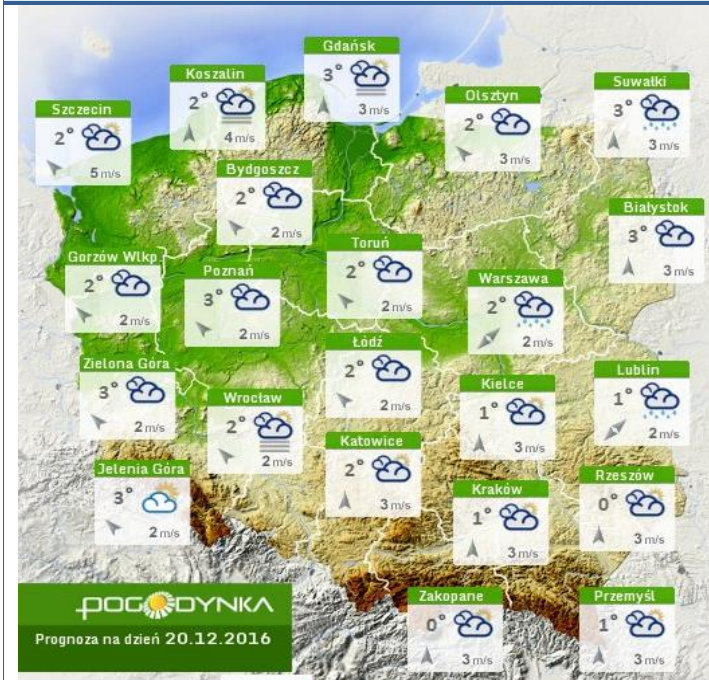 Gdańsk
3°
3 m/s
Koszalin
2°
4 m/s
Szczecin
2°
5 m/s
Olsztyn
2°
3 m/s
Suwałki
3°
3 m/s
Bydgoszcz
2°
2 m/s
Białystok
3°
3 m/s
Gorzów Wlkp.
2°
2 m/s
Poznań
3°
2 m/s
Toruń
2°
2 m/s
Warszawa
2°
2 m/s
Zielona Góra
3°
2 m/s
Łódź
2°
2 m/s
Wrocław
2°
2 m/s
Kielce
1°
3 m/s
Lublin
1°
2 m/s
Katowice
2°
3 m/s
Jelenia Góra
3°
2 m/s
Kraków
1°
3 m/s
Rzeszów
0°
3 m/s
Zakopane
0°
3 m/s
Przemyśl
1°
3 m/s
POGODYNKA
Prognoza na dzień 20.12.2016